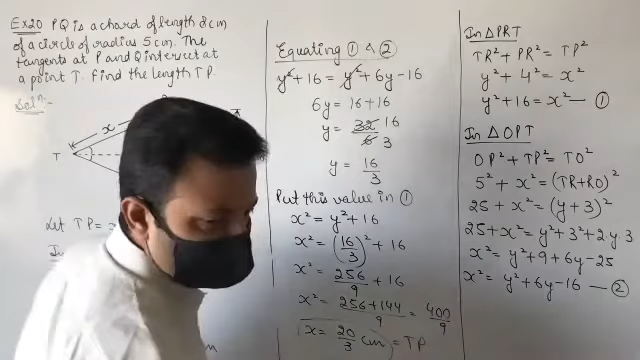 Ex20 PQ is a chord of length 8cm
of a circle of radius 5cm. The
tangents at P and Q intersect at
a point T. Find the length TP.
Soln:-
x
T
Let TP = x
In
Equating ① & ②
y² + 16 = y² + 6y - 16
6y = 16 + 16
y = 32/6 16 3
y = 16/3
Put this value in ①
x² = y² + 16
x² = (16/3)² + 16
x² = 256/9 + 16
x² = (256 + 144)/9 = 400/9
x = 20/3 cm = TP
In △PRT
TR² + PR² = TP²
y² + 4² = x²
y² + 16 = x² — ①
In △OPT
OP² + TP² = TO²
5² + x² = (TR + RO)²
25 + x² = (y + 3)²
25 + x² = y² + 3² + 2y 3
x² = y² + 9 + 6y - 25
x² = y² + 6y - 16 — ②